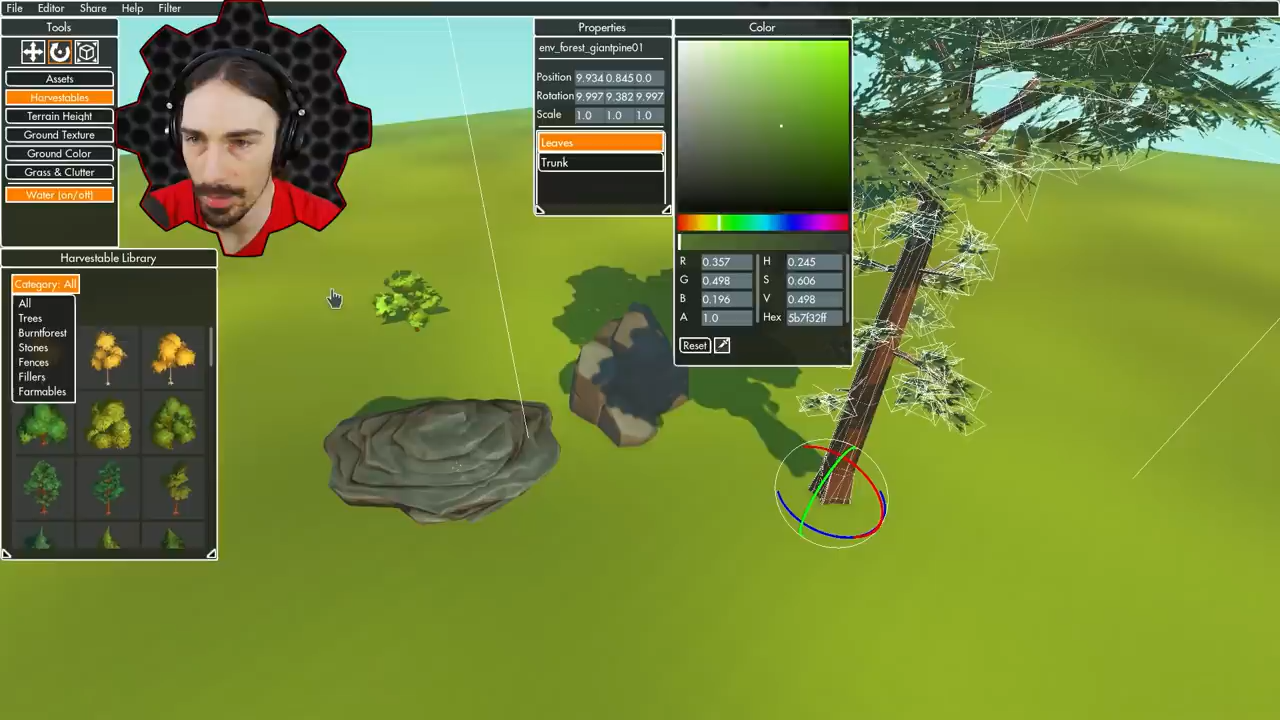 File Editor Share Help Filter
Tools
Assets
Harvestables
Terrain Height
Ground Texture
Ground Color
Grass & Clutter
Water (on/off)
Harvestable Library
Category: All
All
Trees
Burntforest
Stones
Fences
Fillers
Farmables
Properties
env_forest_giantpine01
Position 9.934 0.845 0.0
Rotation 9.997 9.382 9.997
Scale 1.0 1.0 1.0
Leaves
Trunk
Color
R 0.357 H 0.245
G 0.498 S 0.606
B 0.196 V 0.498
A 1.0 Hex 5b7f32ff
Reset